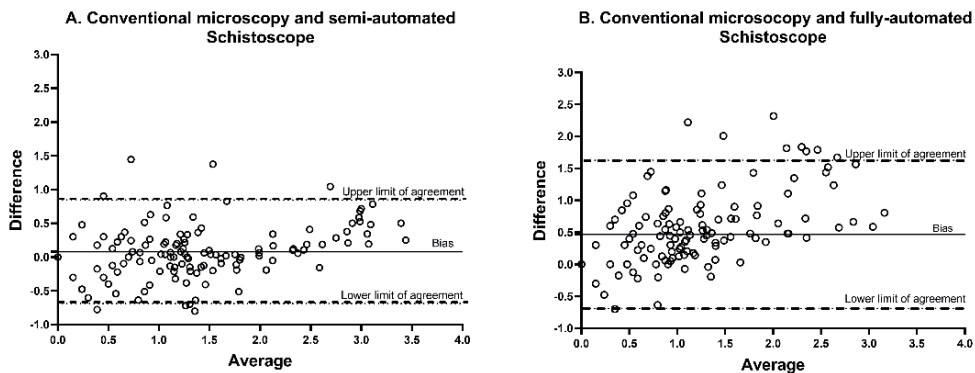 A. Conventional microscopy and semi-automated
Schistoscope
3.0
2.5
2.0
1.5
1.0
0.5
0.0
-0.5
-1.0
Difference
Upper limit of agreement
Bias
Lower limit of agreement
0.0 0.5 1.0 1.5 2.0 2.5 3.0 3.5 4.0
Average
B. Conventional microsocopy and fully-automated
Schistoscope
3.0
2.5
2.0
1.5
1.0
0.5
0.0
-0.5
-1.0
Difference
Upper limit of agreement
Bias
Lower limit of agreement
0.0 0.5 1.0 1.5 2.0 2.5 3.0 3.5 4.0
Average